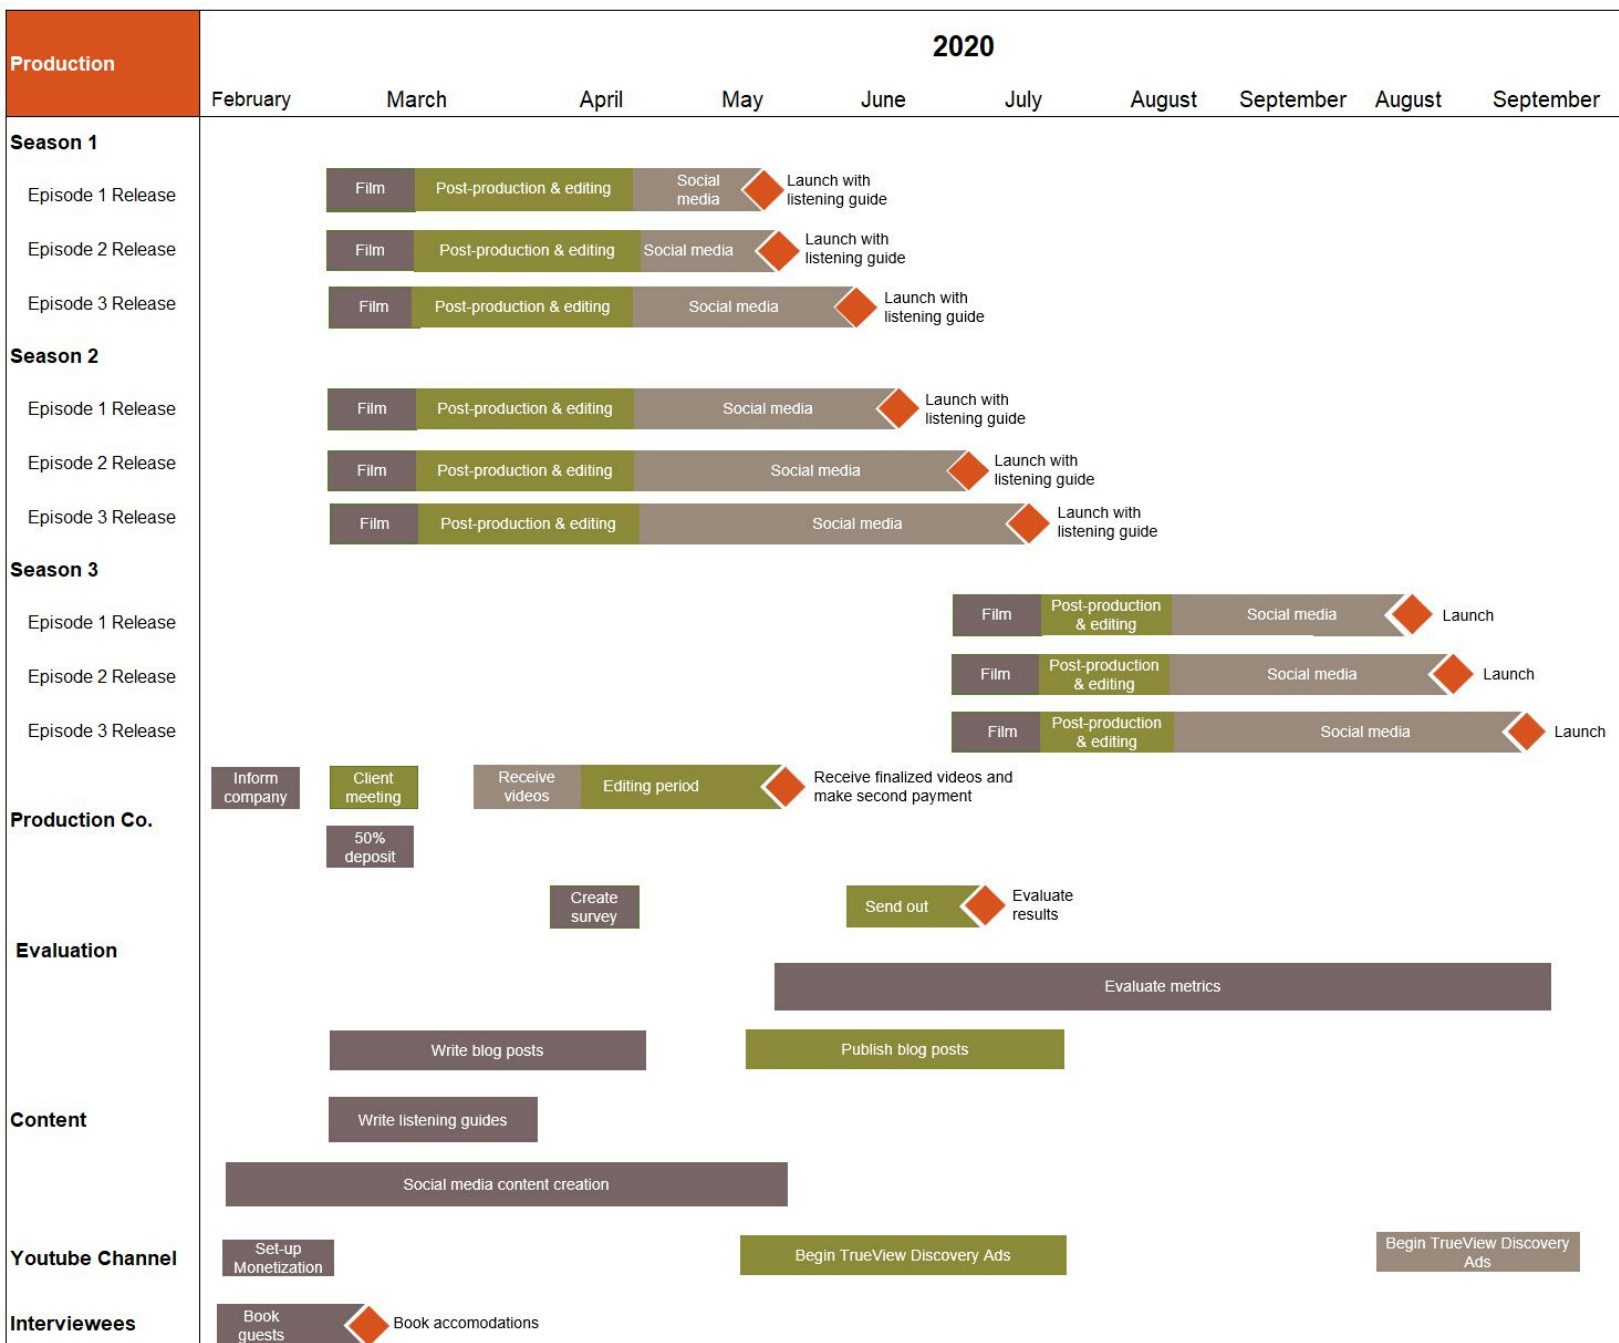 Production
2020
February March April May June July August September August September
Season 1
Episode 1 Release
Film
Post-production & editing
Social
media
Launch with
listening guide
Episode 2 Release
Film
Post-production & editing
Social media
Launch with
listening guide
Episode 3 Release
Film
Post-production & editing
Social media
Launch with
listening guide
Season 2
Episode 1 Release
Film
Post-production & editing
Social media
Launch with
listening guide
Episode 2 Release
Film
Post-production & editing
Social media
Launch with
listening guide
Episode 3 Release
Film
Post-production & editing
Social media
Launch with
listening guide
Season 3
Episode 1 Release
Film
Post-production
& editing
Social media
Launch
Episode 2 Release
Film
Post-production
& editing
Social media
Launch
Episode 3 Release
Film
Post-production
& editing
Social media
Launch
Production Co.
Inform
company
Client
meeting
Receive
videos
Editing period
Receive finalized videos and
make second payment
50%
deposit
Evaluation
Create
survey
Send out
Evaluate
results
Evaluate metrics
Content
Write blog posts
Publish blog posts
Write listening guides
Social media content creation
Youtube Channel
Set-up
Monetization
Begin TrueView Discovery Ads
Begin TrueView Discovery
Ads
Interviewees
Book
guests
Book accomodations